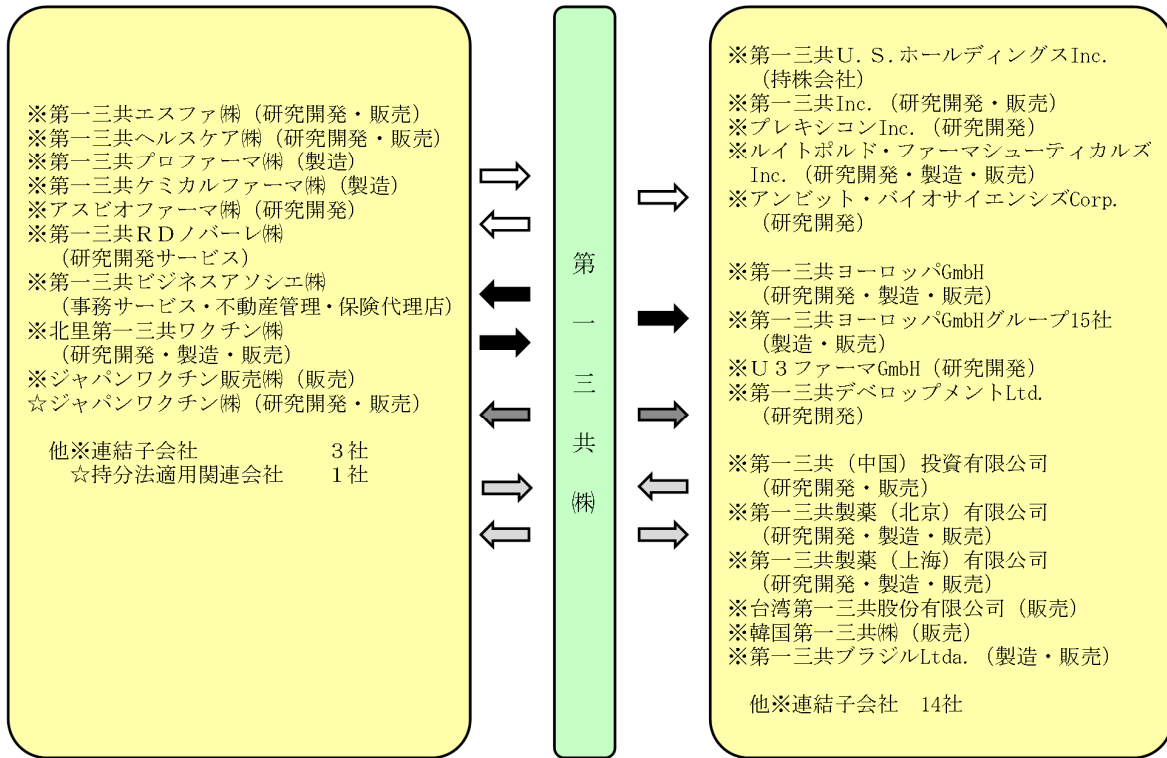 ※第一三共エスファ㈱（研究開発・販売）
※第一三共ヘルスケア㈱（研究開発・販売）
※第一三共プロファーマ㈱（製造）
※第一三共ケミカルファーマ㈱（製造）
※アスビオファーマ㈱（研究開発）
※第一三共ＲＤノバーレ㈱
（研究開発サービス）
※第一三共ビジネスアソシエ㈱
（事務サービス・不動産管理・保険代理店）
※北里第一三共ワクチン㈱
（研究開発・製造・販売）
※ジャパンワクチン販売㈱（販売）
☆ジャパンワクチン㈱（研究開発・販売）
他※連結子会社　３社
☆持分法適用関連会社　１社
第一三共㈱
※第一三共Ｕ．Ｓ．ホールディングスInc.
（持株会社）
※第一三共Inc.（研究開発・販売）
※プレキシコンInc.（研究開発）
※ルイトポルド・ファーマシューティカルズ
Inc.（研究開発・製造・販売）
※アンビット・バイオサイエンシズCorp.
（研究開発）
※第一三共ヨーロッパGmbH
（研究開発・製造・販売）
※第一三共ヨーロッパGmbHグループ15社
（製造・販売）
※Ｕ３ファーマGmbH（研究開発）
※第一三共デベロップメントLtd.
（研究開発）
※第一三共（中国）投資有限公司
（研究開発・販売）
※第一三共製薬（北京）有限公司
（研究開発・製造・販売）
※第一三共製薬（上海）有限公司
（研究開発・製造・販売）
※台湾第一三共股份有限公司（販売）
※韓国第一三共㈱（販売）
※第一三共ブラジルLtda.（製造・販売）
他※連結子会社　14社